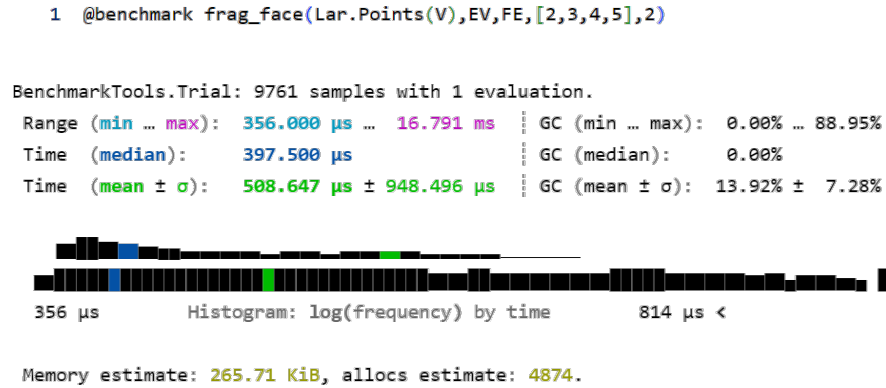 1 @benchmark frag_face(Lar.Points(V),EV,FE,[2,3,4,5],2)
BenchmarkTools.Trial: 9761 samples with 1 evaluation.
Range (min … max): 356.000 μs … 16.791 ms ┊ GC (min … max): 0.00% … 88.95%
Time (median): 397.500 μs ┊ GC (median): 0.00%
Time (mean ± σ): 508.647 μs ± 948.496 μs ┊ GC (mean ± σ): 13.92% ± 7.28%
356 μs Histogram: log(frequency) by time 814 μs <
Memory estimate: 265.71 KiB, allocs estimate: 4874.